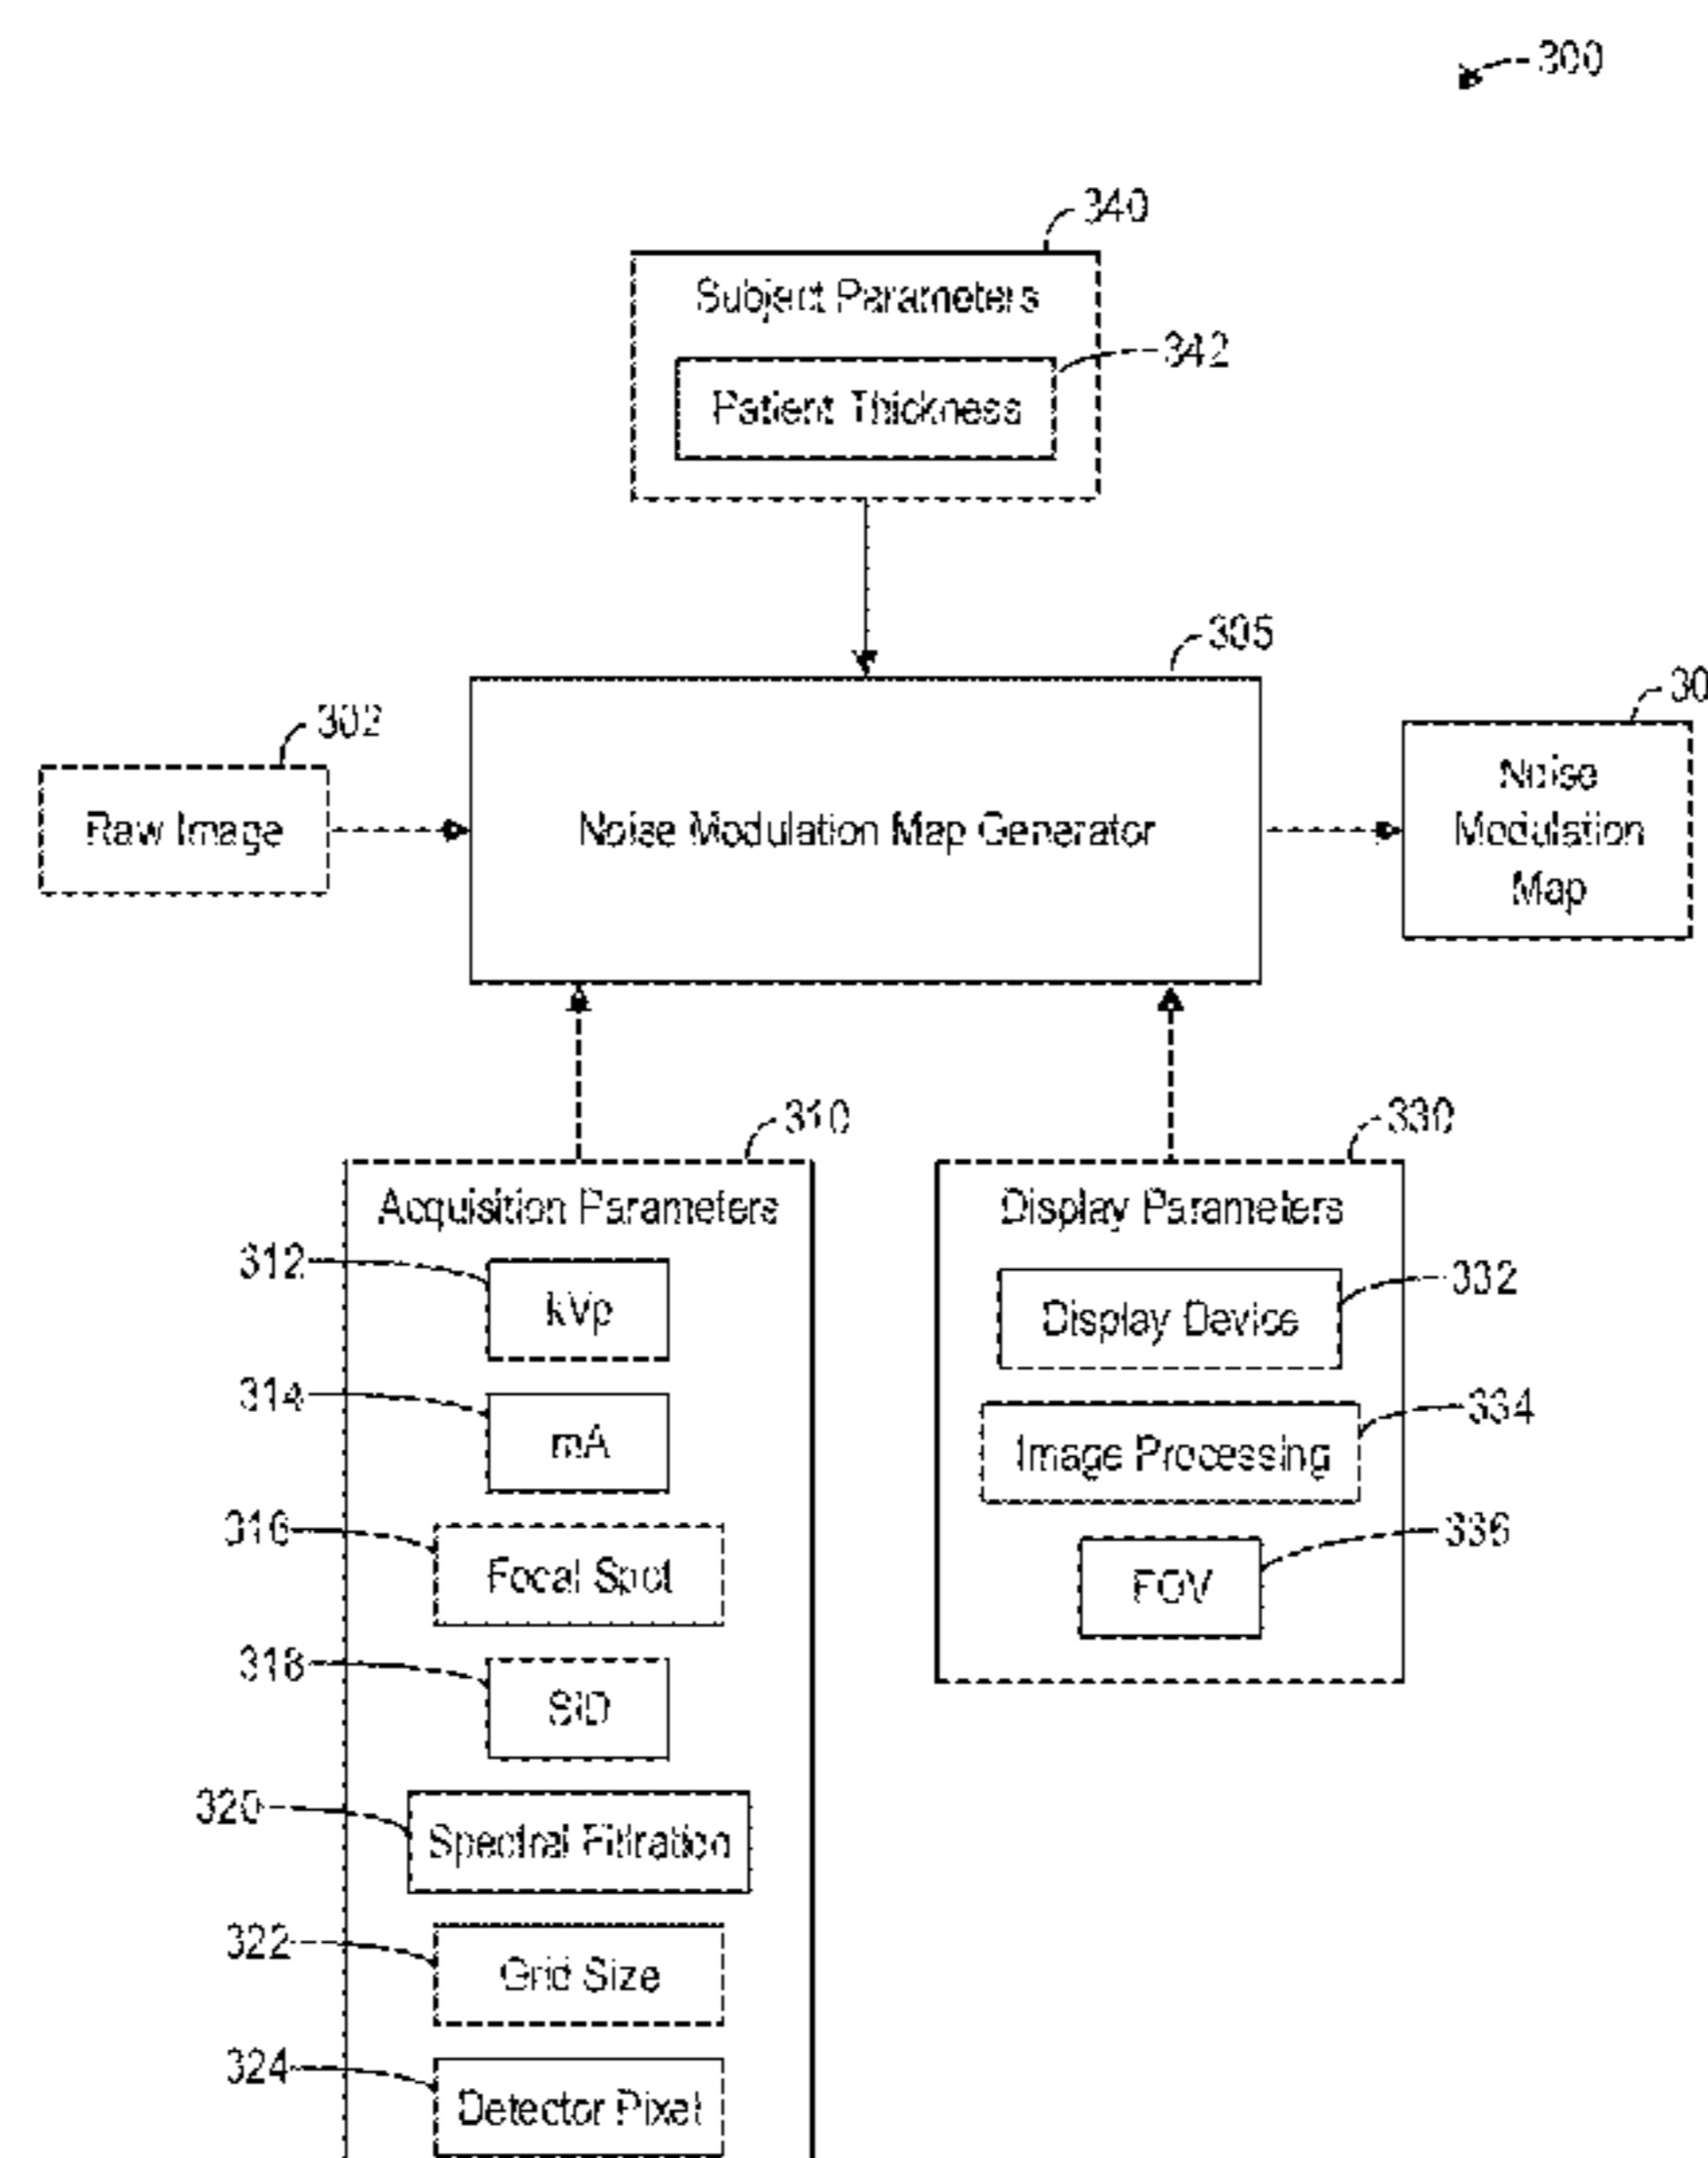 300
340
Subject Parameters
342
Patient Thickness
305
302
30
Raw Image
Noise Modulation Map Generator
Noise
Modulation
Map
310
330
Acquisition Parameters
Display Parameters
312
kVp
332
Display Device
314
mA
334
Image Processing
316
Focal Spot
336
FOV
318
SID
320
Spectral Filtration
322
Grid Size
324
Detector Pixel